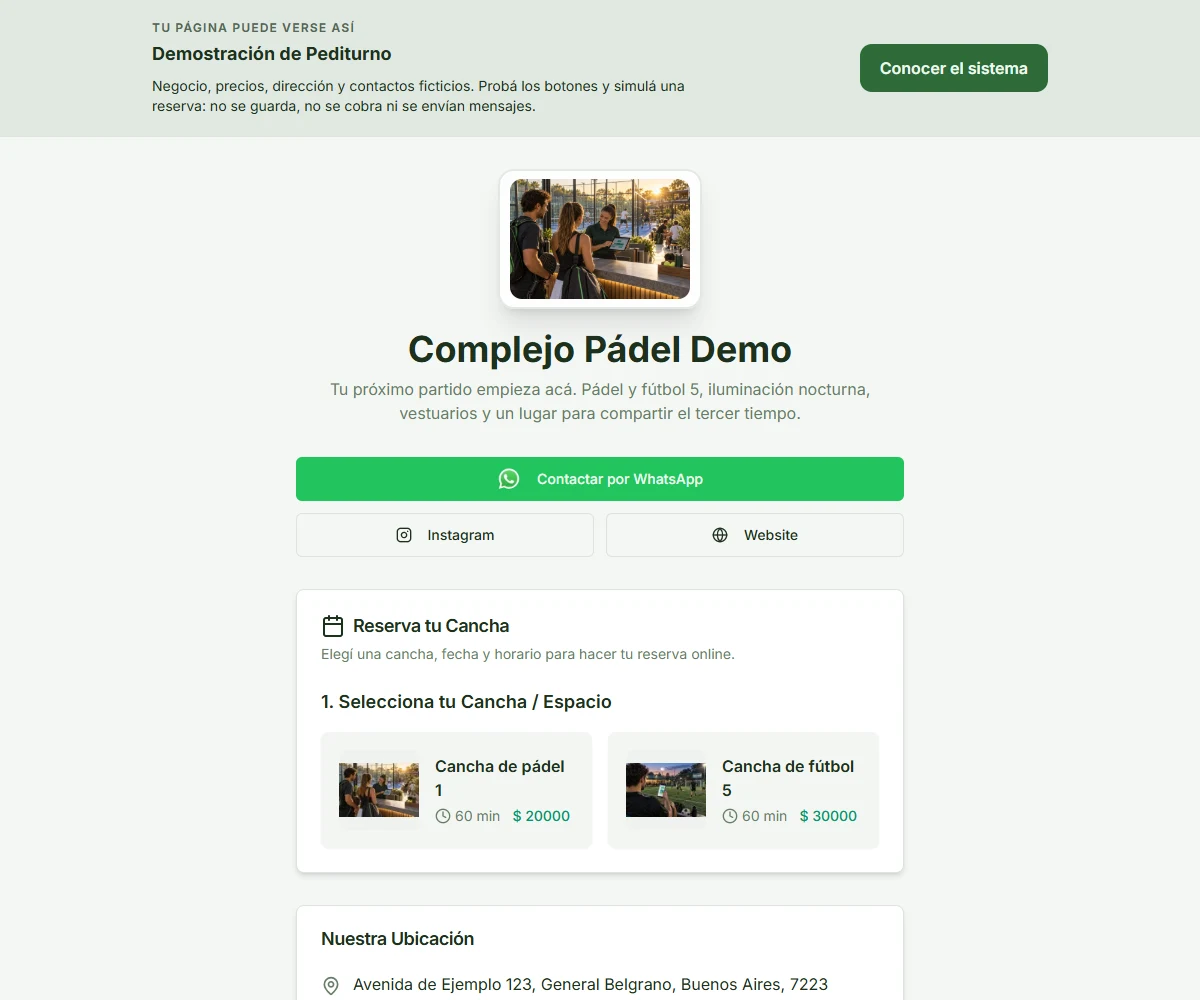 TU PÁGINA PUEDE VERSE ASÍ
Demostración de Pediturno
Negocio, precios, dirección y contactos ficticios. Probá los botones y simulá una
reserva: no se guarda, no se cobra ni se envían mensajes.
Conocer el sistema
Complejo Pádel Demo
Tu próximo partido empieza acá. Pádel y fútbol 5, iluminación nocturna,
vestuarios y un lugar para compartir el tercer tiempo.
Contactar por WhatsApp
Instagram
Website
Reserva tu Cancha
Elegí una cancha, fecha y horario para hacer tu reserva online.
1. Selecciona tu Cancha / Espacio
Cancha de pádel
1
60 min $ 20000
Cancha de fútbol
5
60 min $ 30000
Nuestra Ubicación
Avenida de Ejemplo 123, General Belgrano, Buenos Aires, 7223